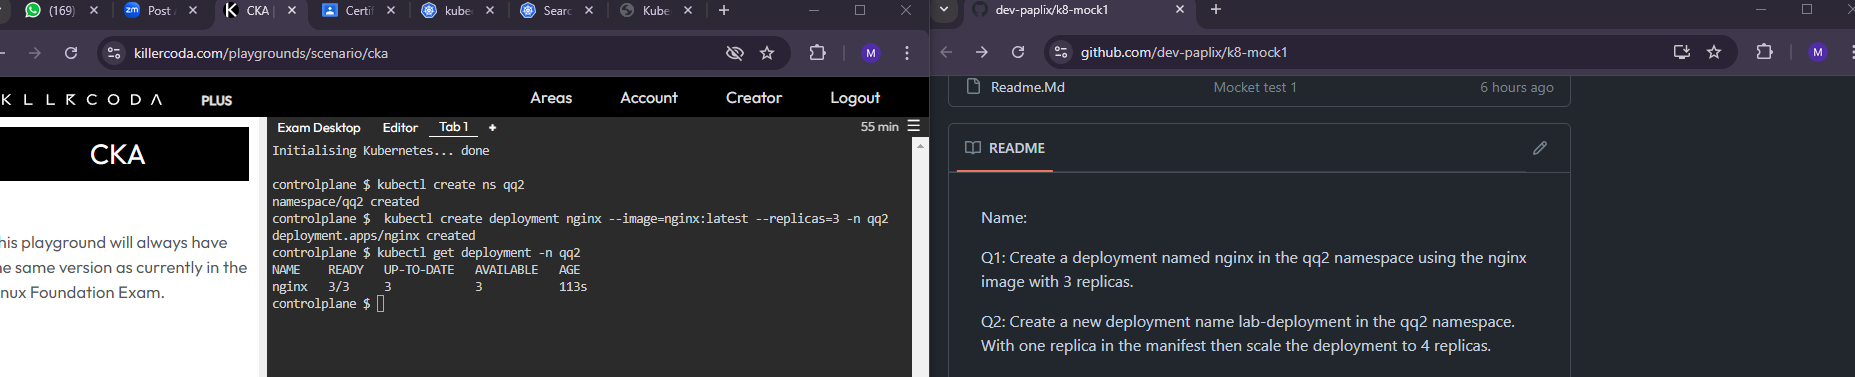 (169)
Post
CKA |
Certif
kube
Searc
Kube
killercoda.com/playgrounds/scenario/cka
M
KLLRCODA
PLUS
Areas
Account
Creator
Logout
CKA
his playground will always have
he same version as currently in the
inux Foundation Exam.
Exam Desktop
Editor
Tab 1
+
55 min
Initialising Kubernetes... done
controlplane $ kubectl create ns qq2
namespace/qq2 created
controlplane $  kubectl create deployment nginx --image=nginx:latest --replicas=3 -n qq2
deployment.apps/nginx created
controlplane $ kubectl get deployment -n qq2
NAME    READY   UP-TO-DATE   AVAILABLE   AGE
nginx   3/3     3            3           113s
controlplane $
dev-paplix/k8-mock1
github.com/dev-paplix/k8-mock1
M
Readme.Md
Mocket test 1
6 hours ago
README
Name:
Q1: Create a deployment named nginx in the qq2 namespace using the nginx
image with 3 replicas.
Q2: Create a new deployment name lab-deployment in the qq2 namespace.
With one replica in the manifest then scale the deployment to 4 replicas.